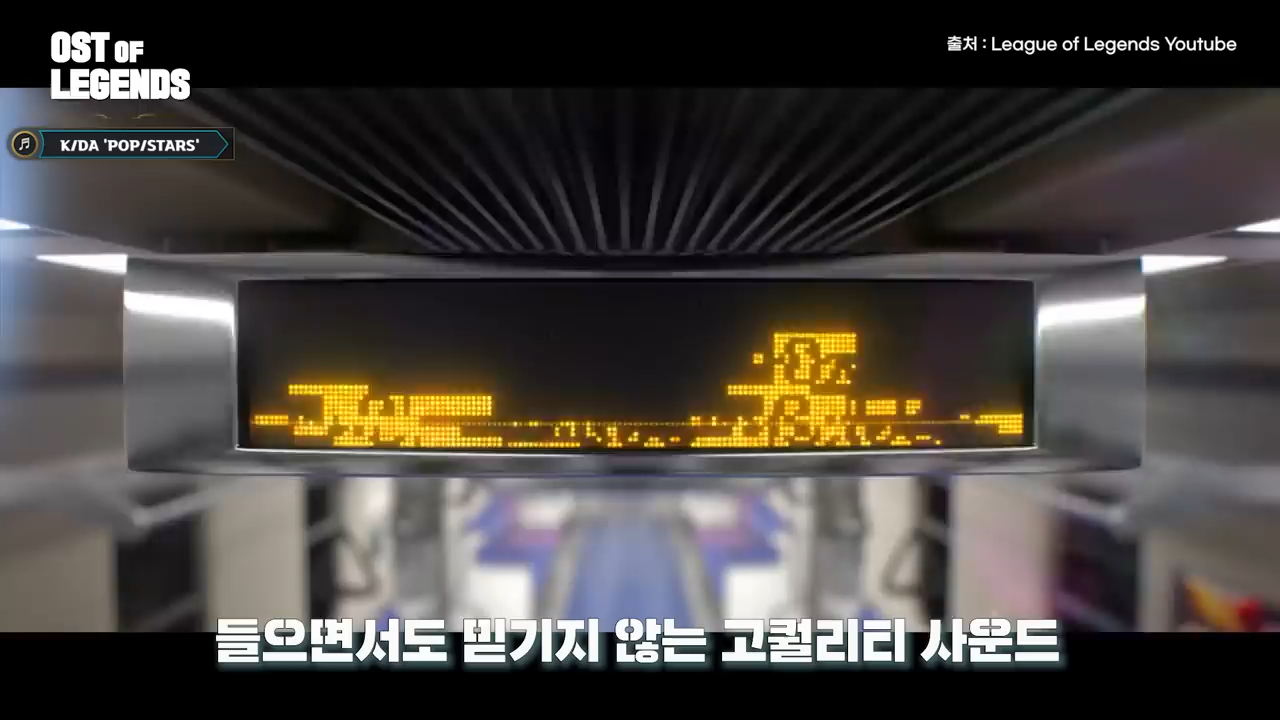 OST OF
LEGENDS
출처 : League of Legends Youtube
K/DA 'POP/STARS'
들으면서도 믿기지 않는 고퀄리티 사운드